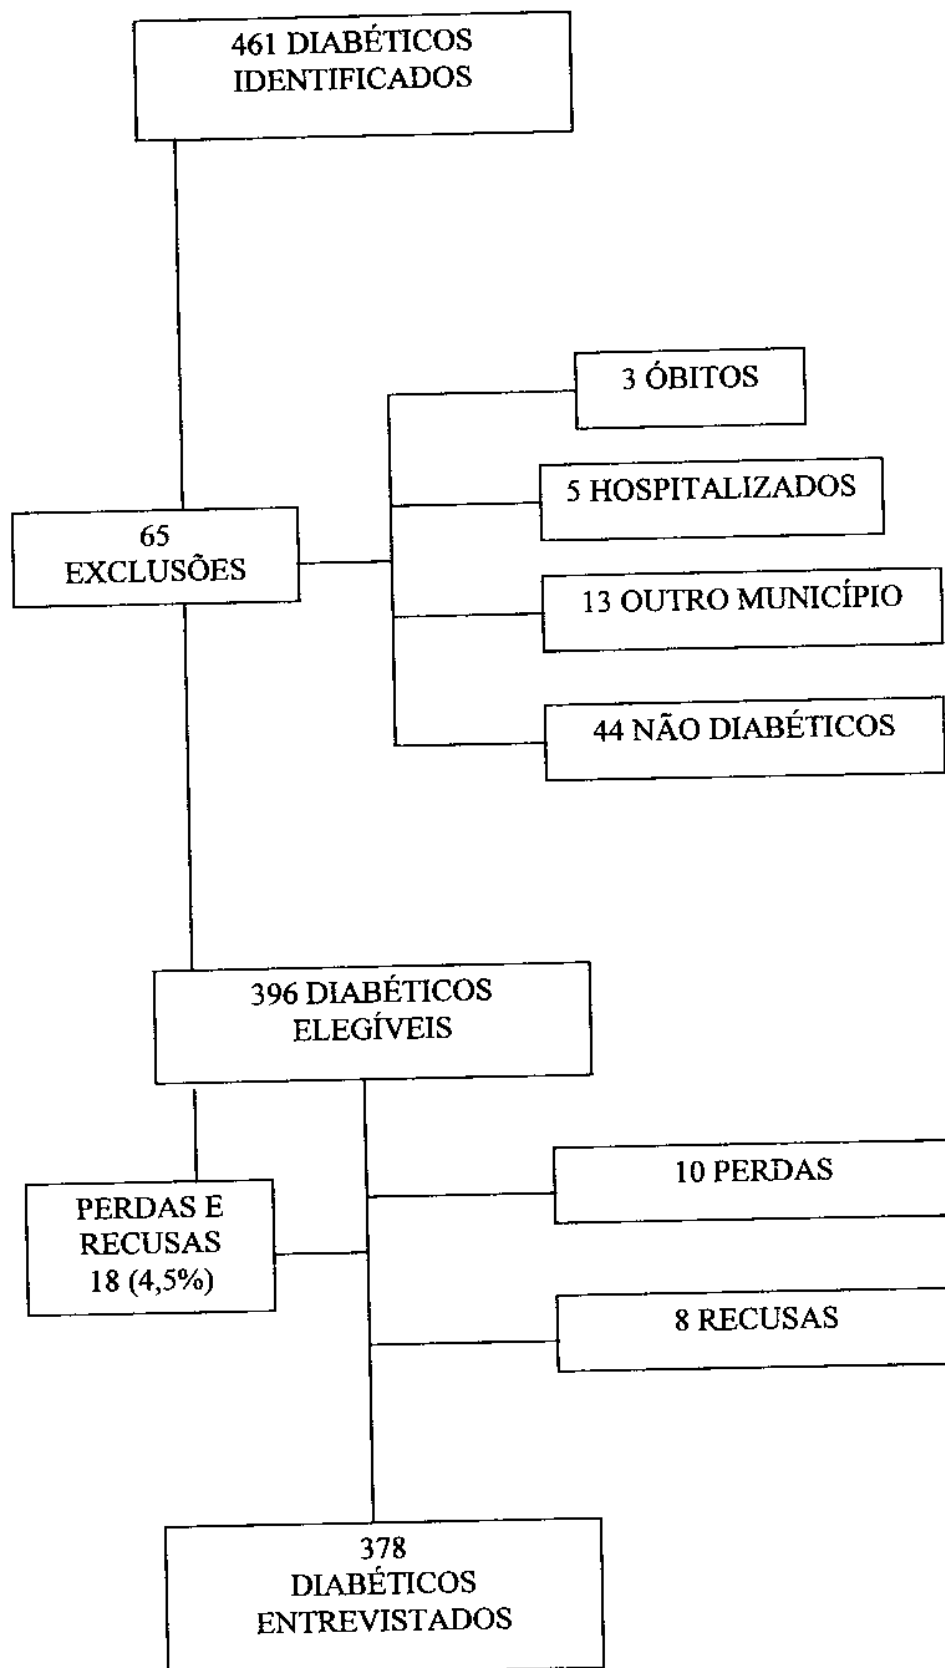 461 DIABÉTICOS
IDENTIFICADOS
3 ÓBITOS
5 HOSPITALIZADOS
65
EXCLUSÕES
13 OUTRO MUNICÍPIO
44 NÃO DIABÉTICOS
396 DIABÉTICOS
ELEGÍVEIS
10 PERDAS
PERDAS E
RECUSAS
18 (4,5%)
8 RECUSAS
378
DIABÉTICOS
ENTREVISTADOS